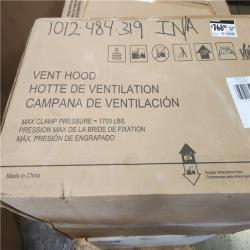 1012 484 319 INA
VENT HOOD
HOTTE DE VENTILATION
CAMPANA DE VENTILACIÓN
MAX CLAMP PRESSURE = 1700 LBS.
PRESSION MAX DE LA BRIDE DE FIXATION
MÁX. PRESIÓN DE ENGRAPADO
Made in China